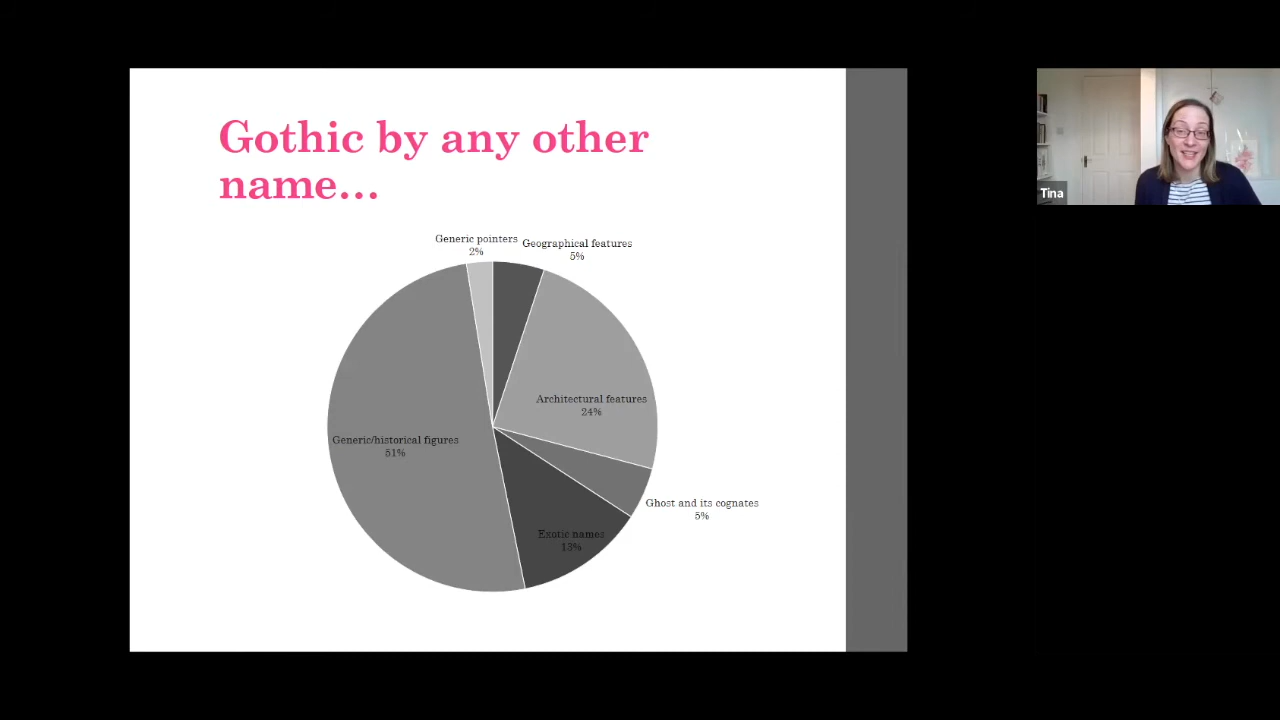 Gothic by any other
name...
Generic pointers
2%
Geographical features
5%
Architectural features
24%
Generic/historical figures
51%
Ghost and its cognates
5%
Exotic names
13%
Tina